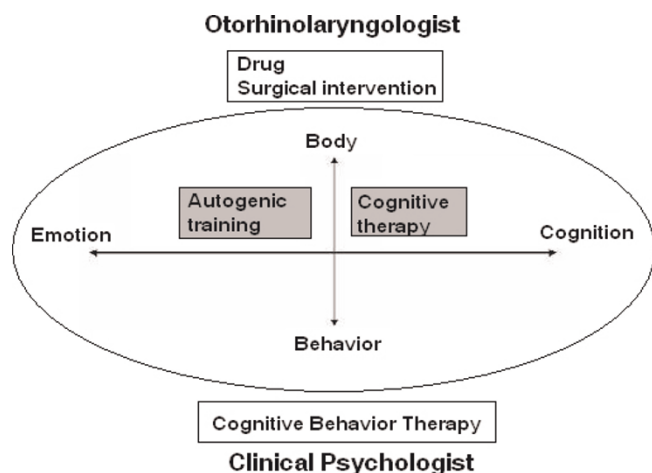 Otorhinolaryngologist
Drug
Surgical intervention
Body
Autogenic
training
Cognitive
therapy
Emotion
Cognition
Behavior
Cognitive Behavior Therapy
Clinical Psychologist